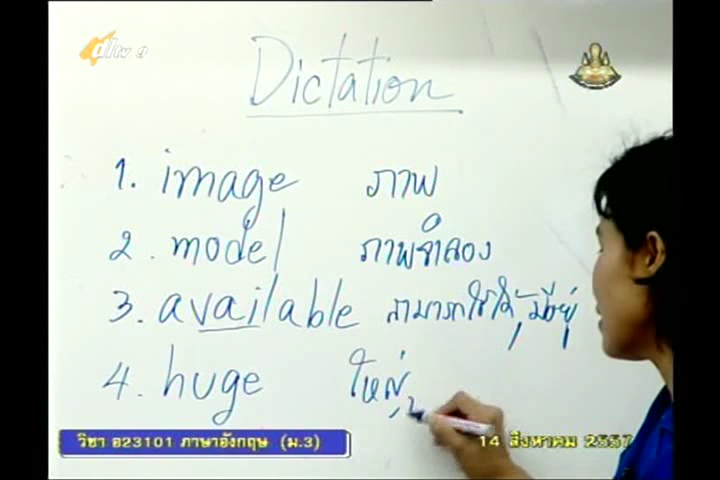 dltv 9
Dictation
1. image ภาพ
2. model ภาพจำลอง
3. available สามารถใช้ได้, มีอยู่
4. huge ใหญ่,
วิชา อ23101 ภาษาอังกฤษ (ม.3) 14 สิงหาคม 2557